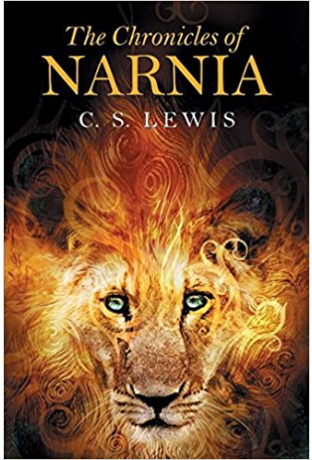 The Chronicles of
NARNIA
C. S. LEWIS